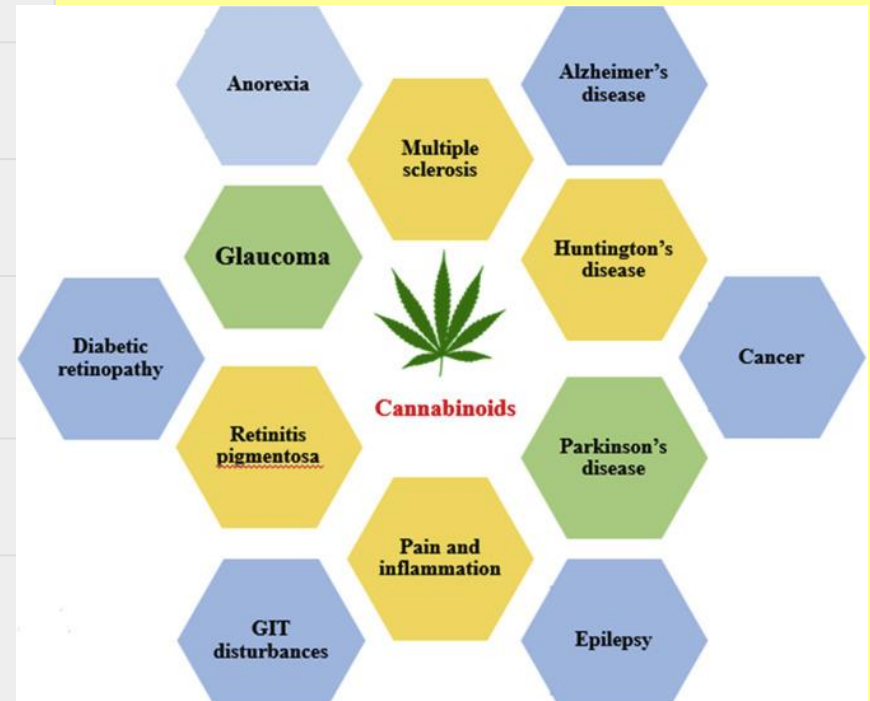 Anorexia
Alzheimer's
disease
Multiple
sclerosis
Glaucoma
Huntington's
disease
Diabetic
retinopathy
Cancer
Cannabinoids
Retinitis
pigmentosa
Parkinson's
disease
Pain and
inflammation
GIT
disturbances
Epilepsy